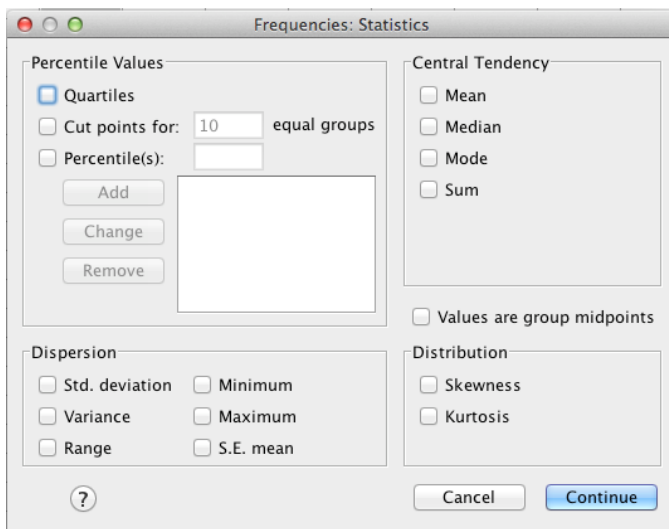 Frequencies: Statistics
Percentile Values
Quartiles
Cut points for: 10 equal groups
Percentile(s):
Add
Change
Remove
Central Tendency
Mean
Median
Mode
Sum
Values are group midpoints
Dispersion
Std. deviation Minimum
Variance Maximum
Range S.E. mean
Distribution
Skewness
Kurtosis
? Cancel Continue